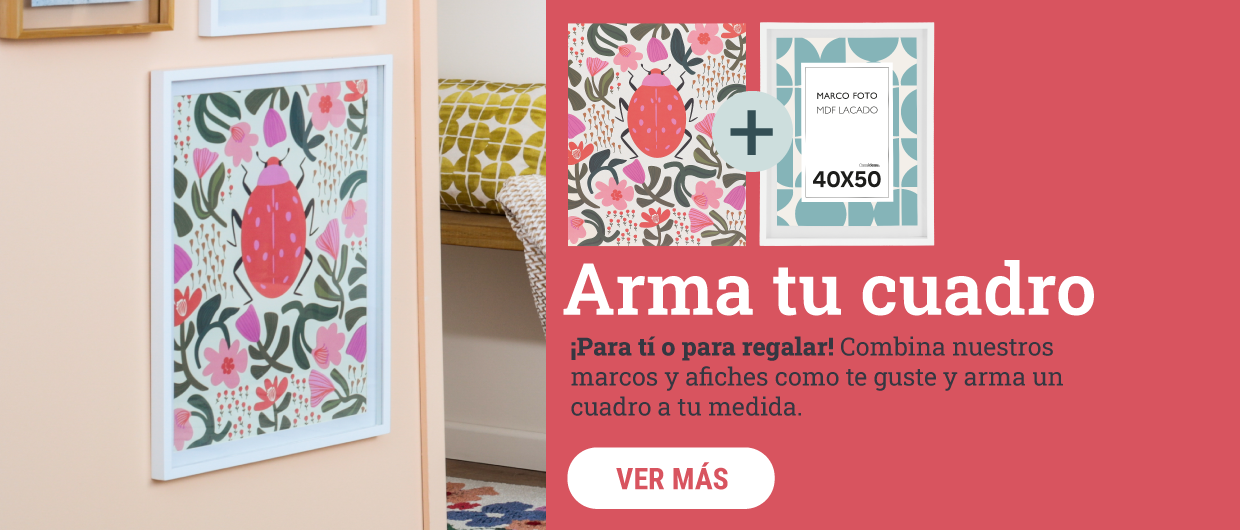 MARCO FOTO
MDF LACADO
40X50
Arma tu cuadro
¡Para tí o para regalar! Combina nuestros
marcos y afiches como te guste y arma un
cuadro a tu medida.
VER MÁS